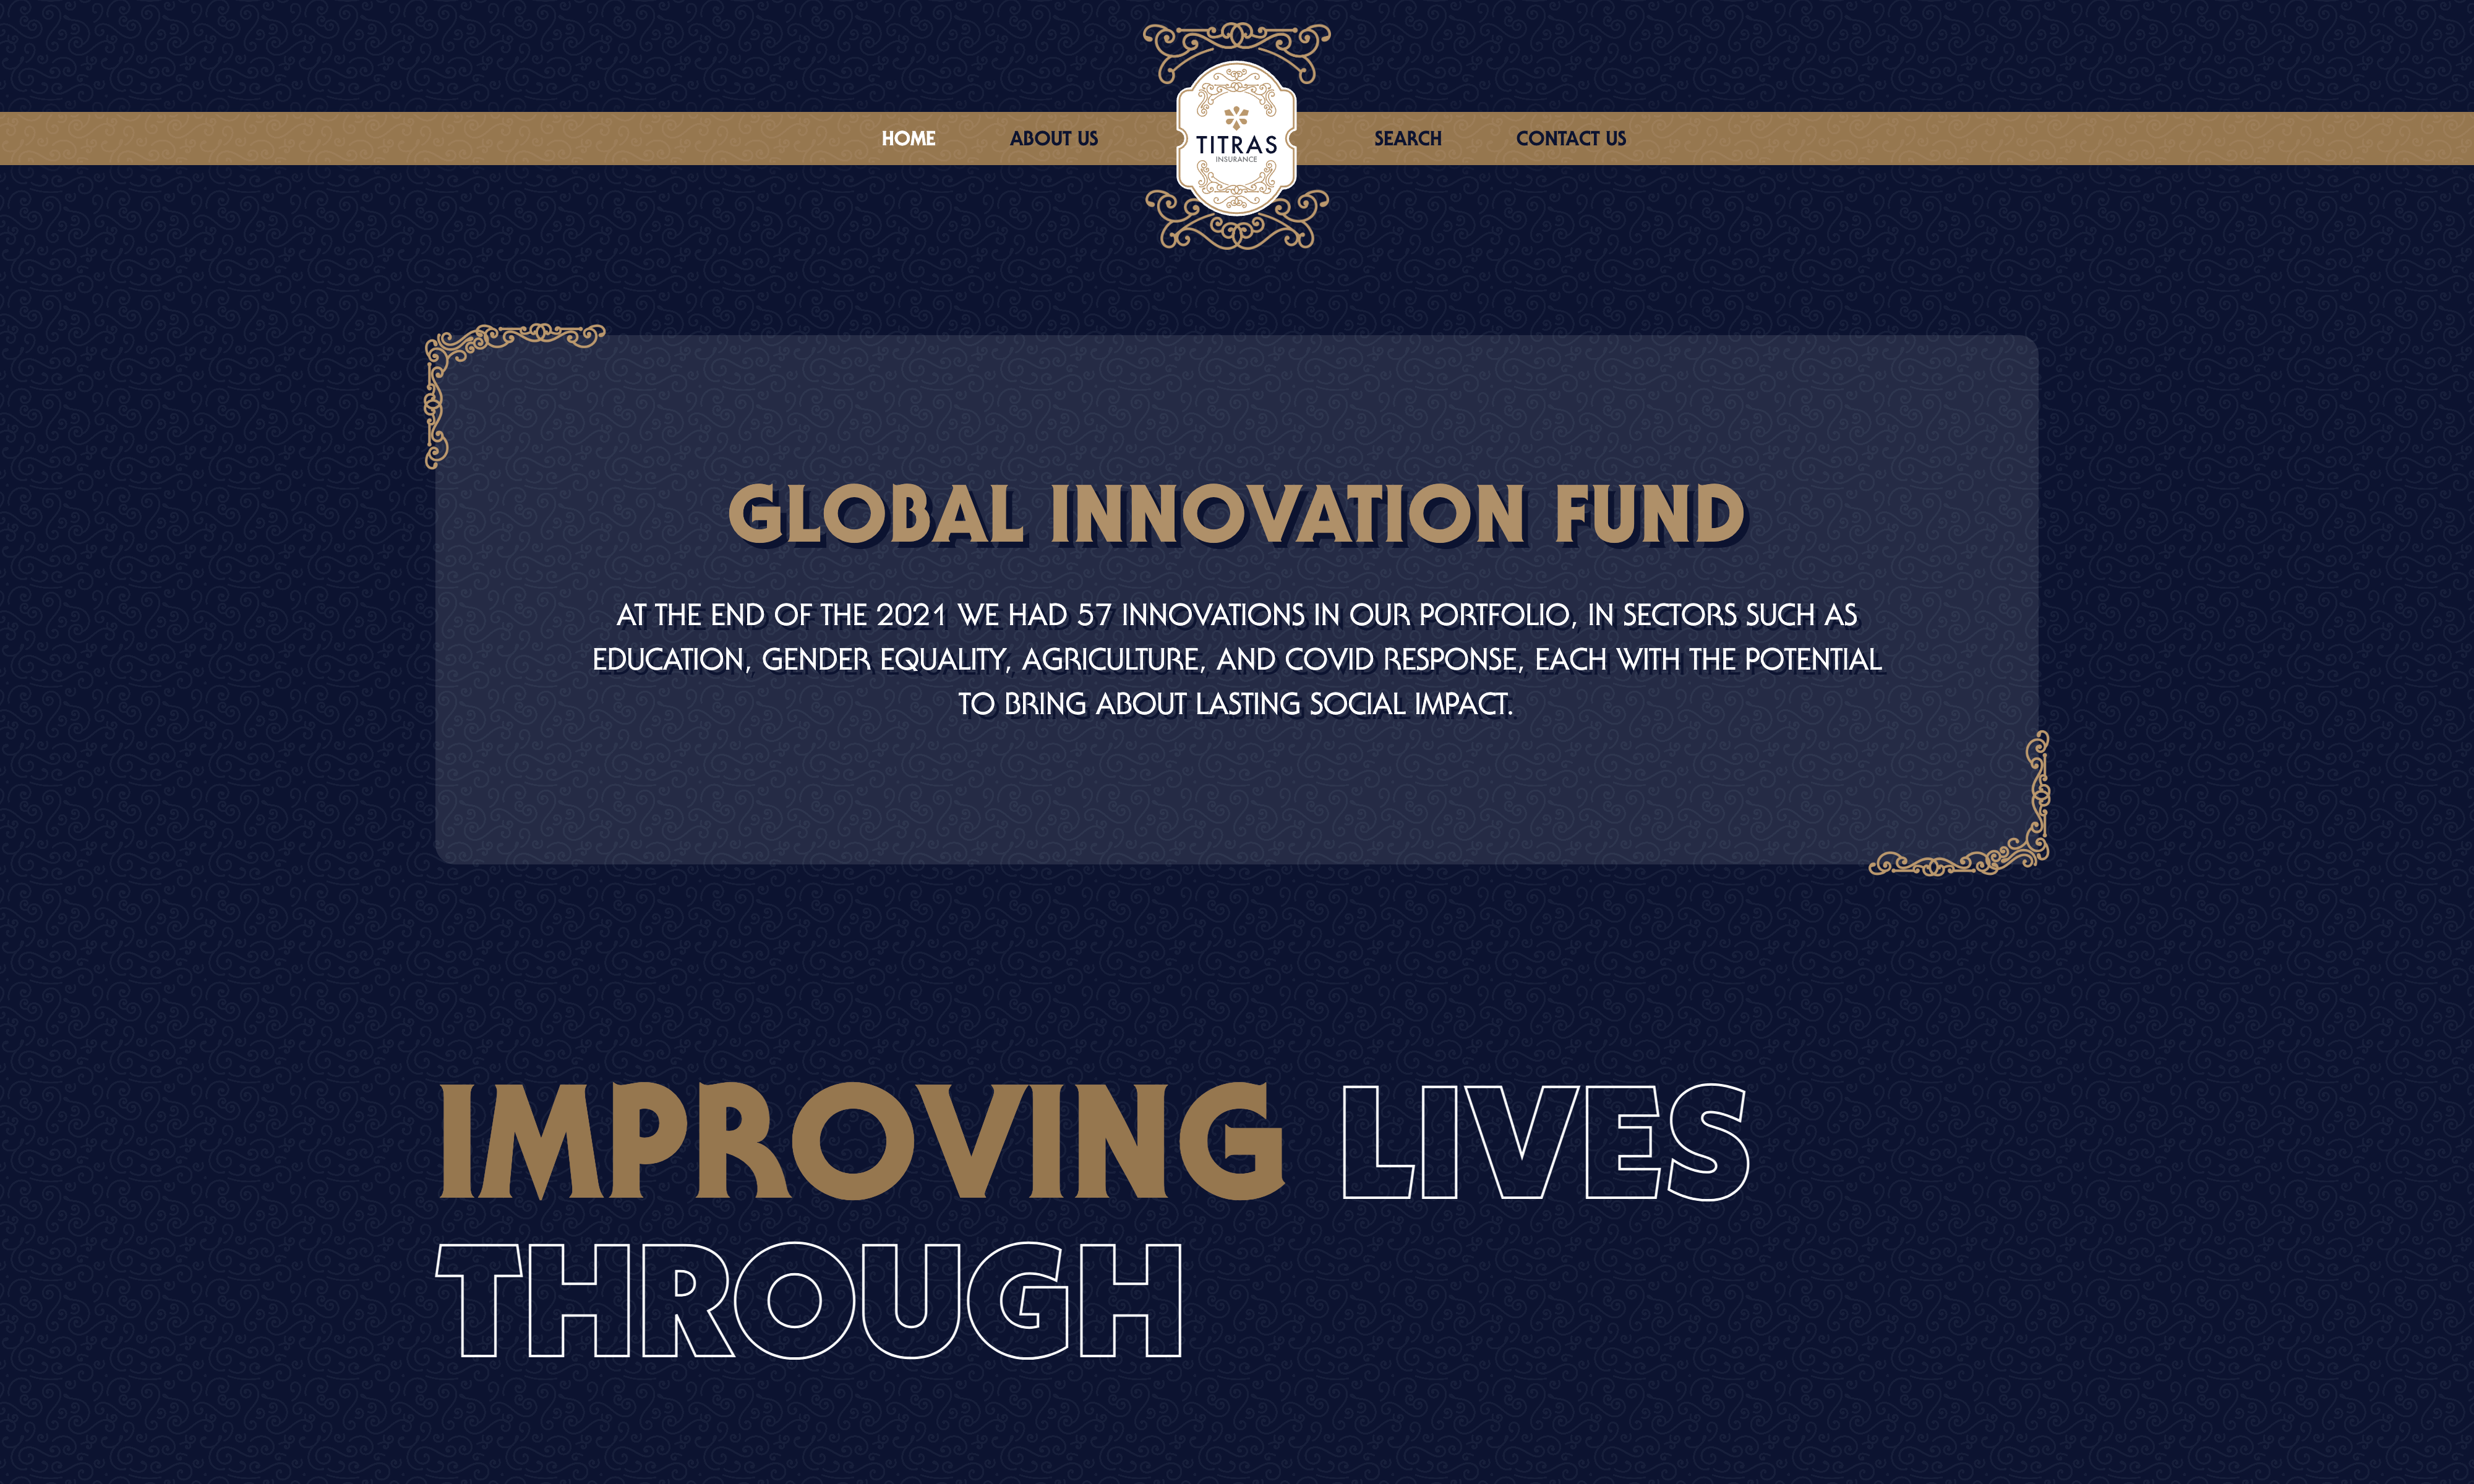 HOME ABOUT US TITRAS SEARCH CONTACT US
INSURANCE
GLOBAL INNOVATION FUND
AT THE END OF THE 2021 WE HAD 57 INNOVATIONS IN OUR PORTFOLIO, IN SECTORS SUCH AS
EDUCATION, GENDER EQUALITY, AGRICULTURE, AND COVID RESPONSE, EACH WITH THE POTENTIAL
TO BRING ABOUT LASTING SOCIAL IMPACT.
IMPROVING LIVES
THROUGH